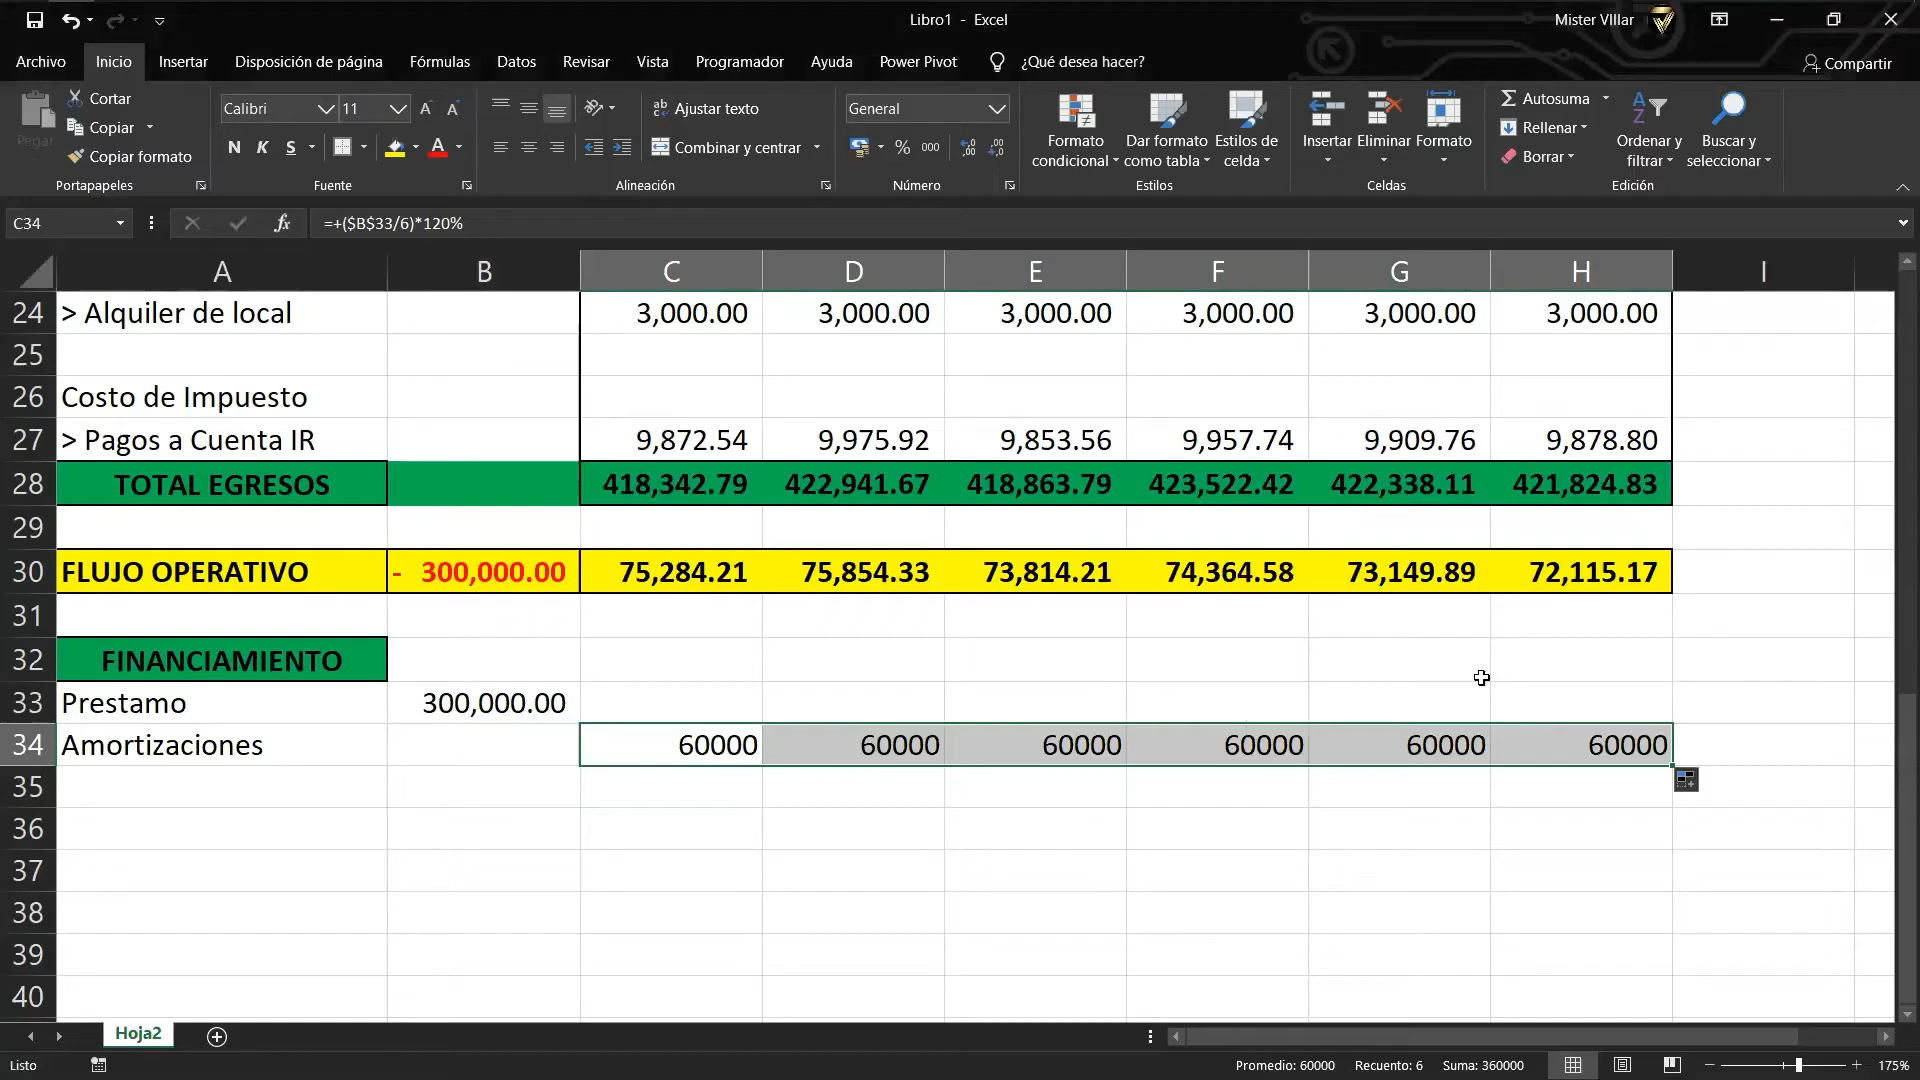 Libro1 - Excel
Mister VIllar
Archivo Inicio Insertar Disposición de página Fórmulas Datos Revisar Vista Programador Ayuda Power Pivot ¿Qué desea hacer? Compartir
Pegar
Cortar
Copiar
Copiar formato
Portapapeles
Calibri 11
N K S
Fuente
Ajustar texto
Combinar y centrar
Alineación
General
% 000
Número
Formato condicional
Dar formato como tabla
Estilos de celda
Estilos
Insertar Eliminar Formato
Celdas
Autosuma
Rellenar
Borrar
Ordenar y filtrar
Buscar y seleccionar
Edición
C34 fx =+($B$33/6)*120%
A B C D E F G H I
24 > Alquiler de local 3,000.00 3,000.00 3,000.00 3,000.00 3,000.00 3,000.00
25
26 Costo de Impuesto
27 > Pagos a Cuenta IR 9,872.54 9,975.92 9,853.56 9,957.74 9,909.76 9,878.80
28 TOTAL EGRESOS 418,342.79 422,941.67 418,863.79 423,522.42 422,338.11 421,824.83
29
30 FLUJO OPERATIVO - 300,000.00 75,284.21 75,854.33 73,814.21 74,364.58 73,149.89 72,115.17
31
32 FINANCIAMIENTO
33 Prestamo 300,000.00
34 Amortizaciones 60000 60000 60000 60000 60000 60000
35
36
37
38
39
40
Hoja2
Listo Promedio: 60000 Recuento: 6 Suma: 360000 175%